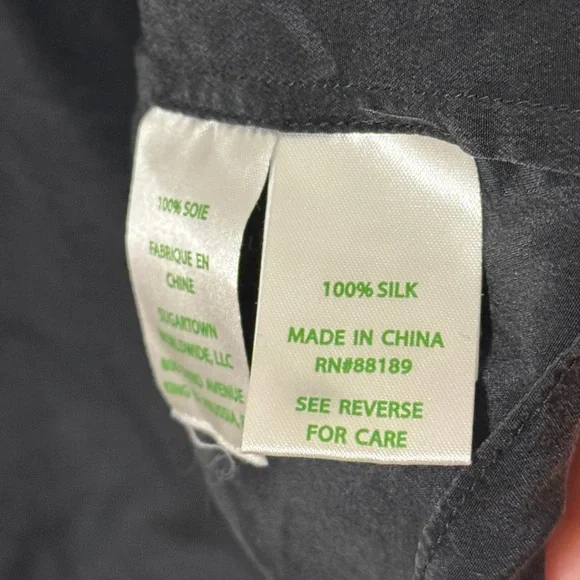 100% SOIE
FABRIQUE EN
CHINE
SUGARTOWN
WORLDWIDE, LLC
AVENUE
100% SILK
MADE IN CHINA
RN#88189
SEE REVERSE
FOR CARE